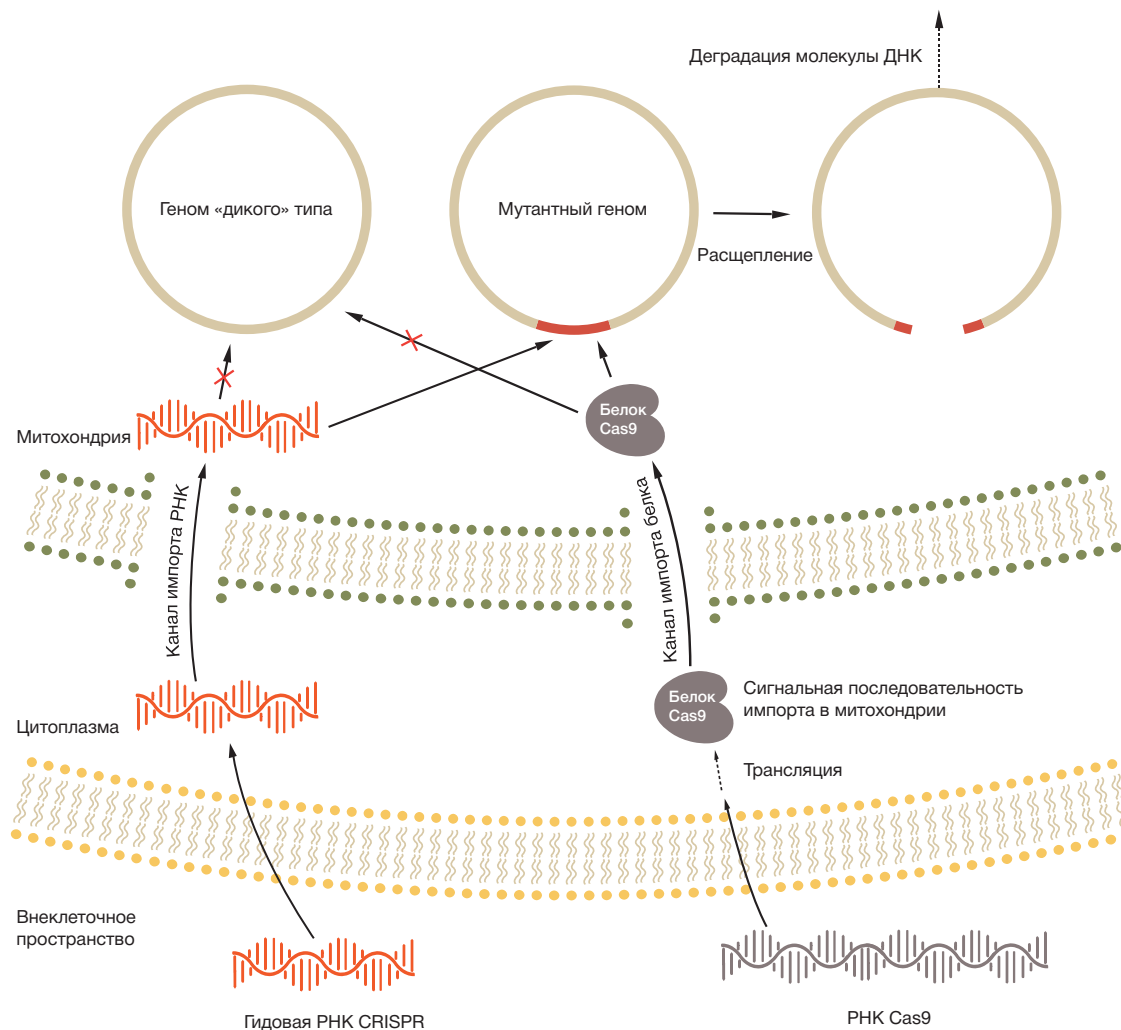 Деградация молекулы ДНК
Геном «дикого» типа
Мутантный геном
Расщепление
Митохондрия
Белок
Cas9
Канал импорта РНК
Канал импорта белка
Цитоплазма
Белок
Cas9
Сигнальная последовательность
импорта в митохондрии
Трансляция
Внеклеточное
пространство
Гидовая РНК CRISPR
РНК Cas9